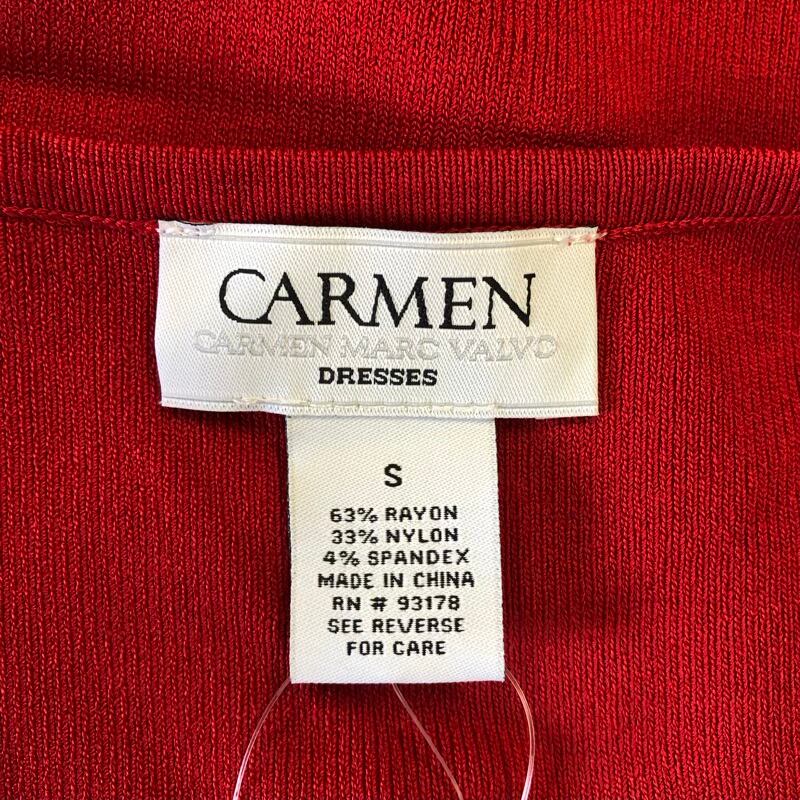 CARMEN
CARMEN MARC VALVO
DRESSES
S
63% RAYON
33% NYLON
4% SPANDEX
MADE IN CHINA
RN # 93178
SEE REVERSE
FOR CARE